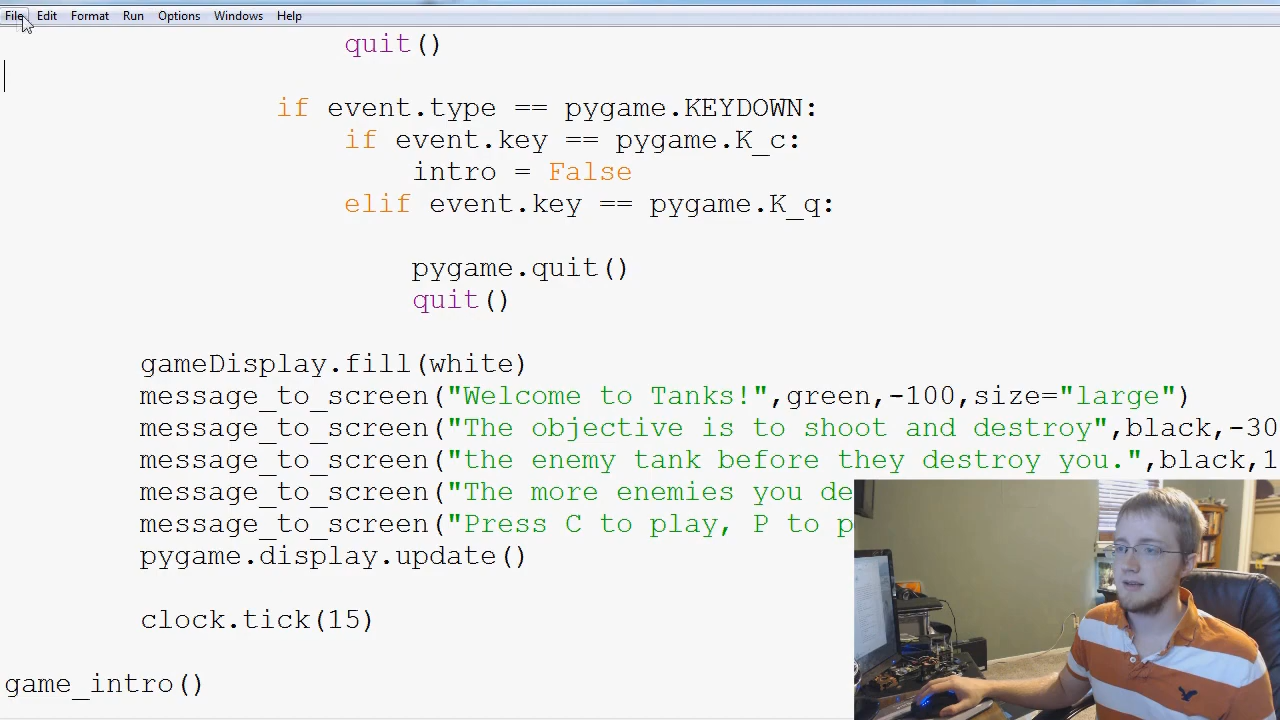 File Edit Format Run Options Windows Help
quit()
if event.type == pygame.KEYDOWN:
if event.key == pygame.K_c:
intro = False
elif event.key == pygame.K_q:
pygame.quit()
quit()
gameDisplay.fill(white)
message_to_screen("Welcome to Tanks!",green,-100,size="large")
message_to_screen("The objective is to shoot and destroy",black,-30
message_to_screen("the enemy tank before they destroy you.",black,1
message_to_screen("The more enemies you de
message_to_screen("Press C to play, P to p
pygame.display.update()
clock.tick(15)
game_intro()